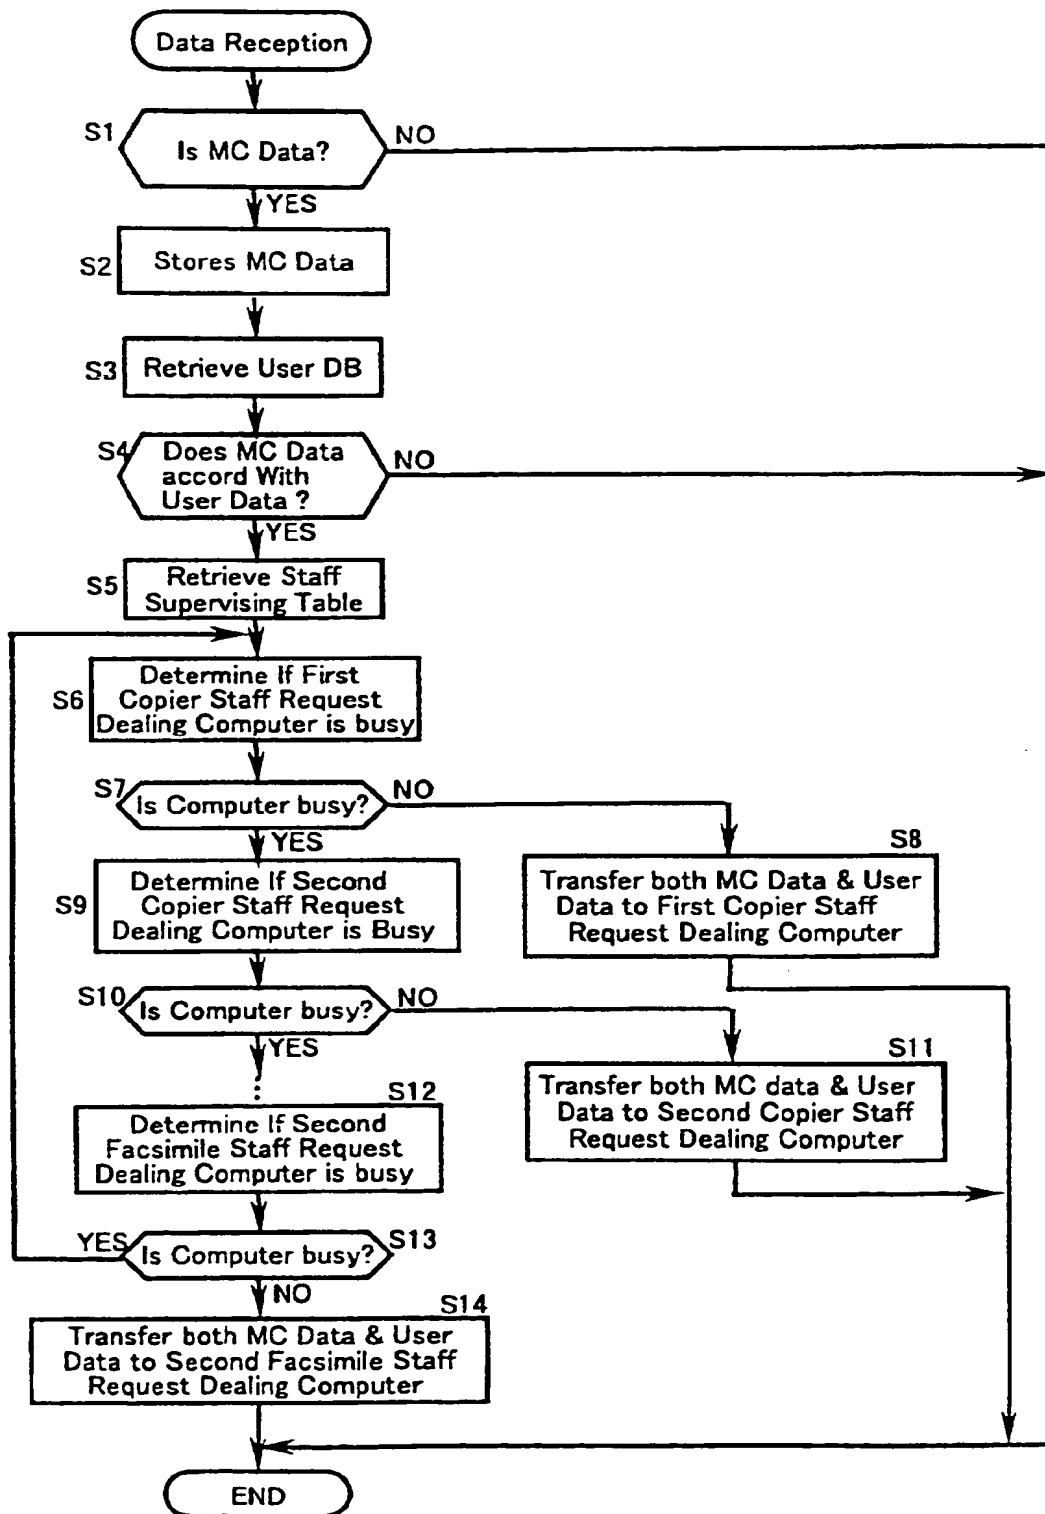 Data Reception
S1
Is MC Data?
NO
YES
S2
Stores MC Data
S3
Retrieve User DB
S4
Does MC Data
accord With
User Data ?
NO
YES
S5
Retrieve Staff
Supervising Table
S6
Determine If First
Copier Staff Request
Dealing Computer is busy
S7
Is Computer busy?
NO
YES
S8
Transfer both MC Data & User
Data to First Copier Staff
Request Dealing Computer
S9
Determine If Second
Copier Staff Request
Dealing Computer is Busy
S10
Is Computer busy?
NO
YES
S11
Transfer both MC data & User
Data to Second Copier Staff
Request Dealing Computer
S12
Determine If Second
Facsimile Staff Request
Dealing Computer is busy
YES
Is Computer busy?
S13
NO
S14
Transfer both MC Data & User
Data to Second Facsimile Staff
Request Dealing Computer
END